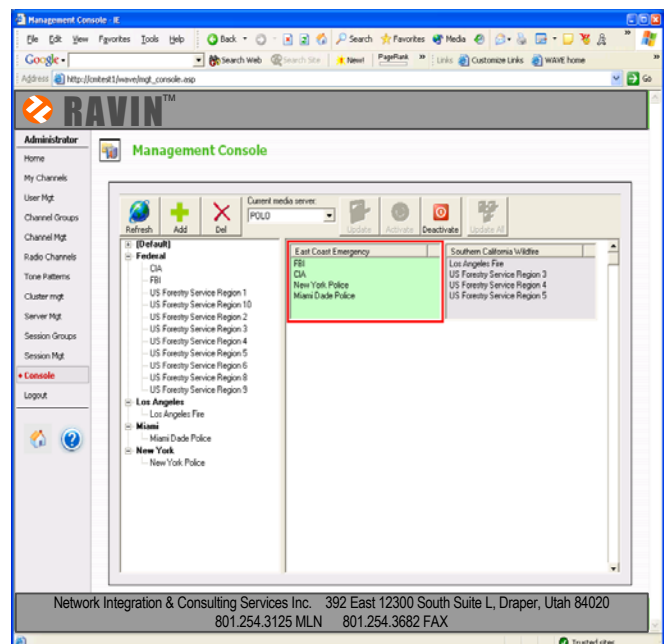 Management Console - IE
File Edit View Favorites Tools Help Back Search Favorites Media
Google Search Web Search Site New! PageRank Links Customize Links WAVE home
Address http://cnitest1/wave/mgt_console.asp Go
RAVIN™
Administrator
Home
My Channels
User Mgt
Channel Groups
Channel Mgt
Radio Channels
Tone Patterns
Cluster mgt
Server Mgt
Session Groups
Session Mgt
Console
Logout
Management Console
Refresh Add Del
Current media server:
POLO
Update Activate Deactivate Update All
[Default]
Federal
CIA
FBI
US Forestry Service Region 1
US Forestry Service Region 10
US Forestry Service Region 2
US Forestry Service Region 3
US Forestry Service Region 4
US Forestry Service Region 5
US Forestry Service Region 6
US Forestry Service Region 8
US Forestry Service Region 9
Los Angeles
Los Angeles Fire
Miami
Miami Dade Police
New York
New York Police
East Coast Emergency
FBI
CIA
New York Police
Miami Dade Police
Southern California Wildfire
Los Angeles Fire
US Forestry Service Region 3
US Forestry Service Region 4
US Forestry Service Region 5
Network Integration & Consulting Services Inc. 392 East 12300 South Suite L, Draper, Utah 84020
801.254.3125 MLN 801.254.3682 FAX
Trusted sites